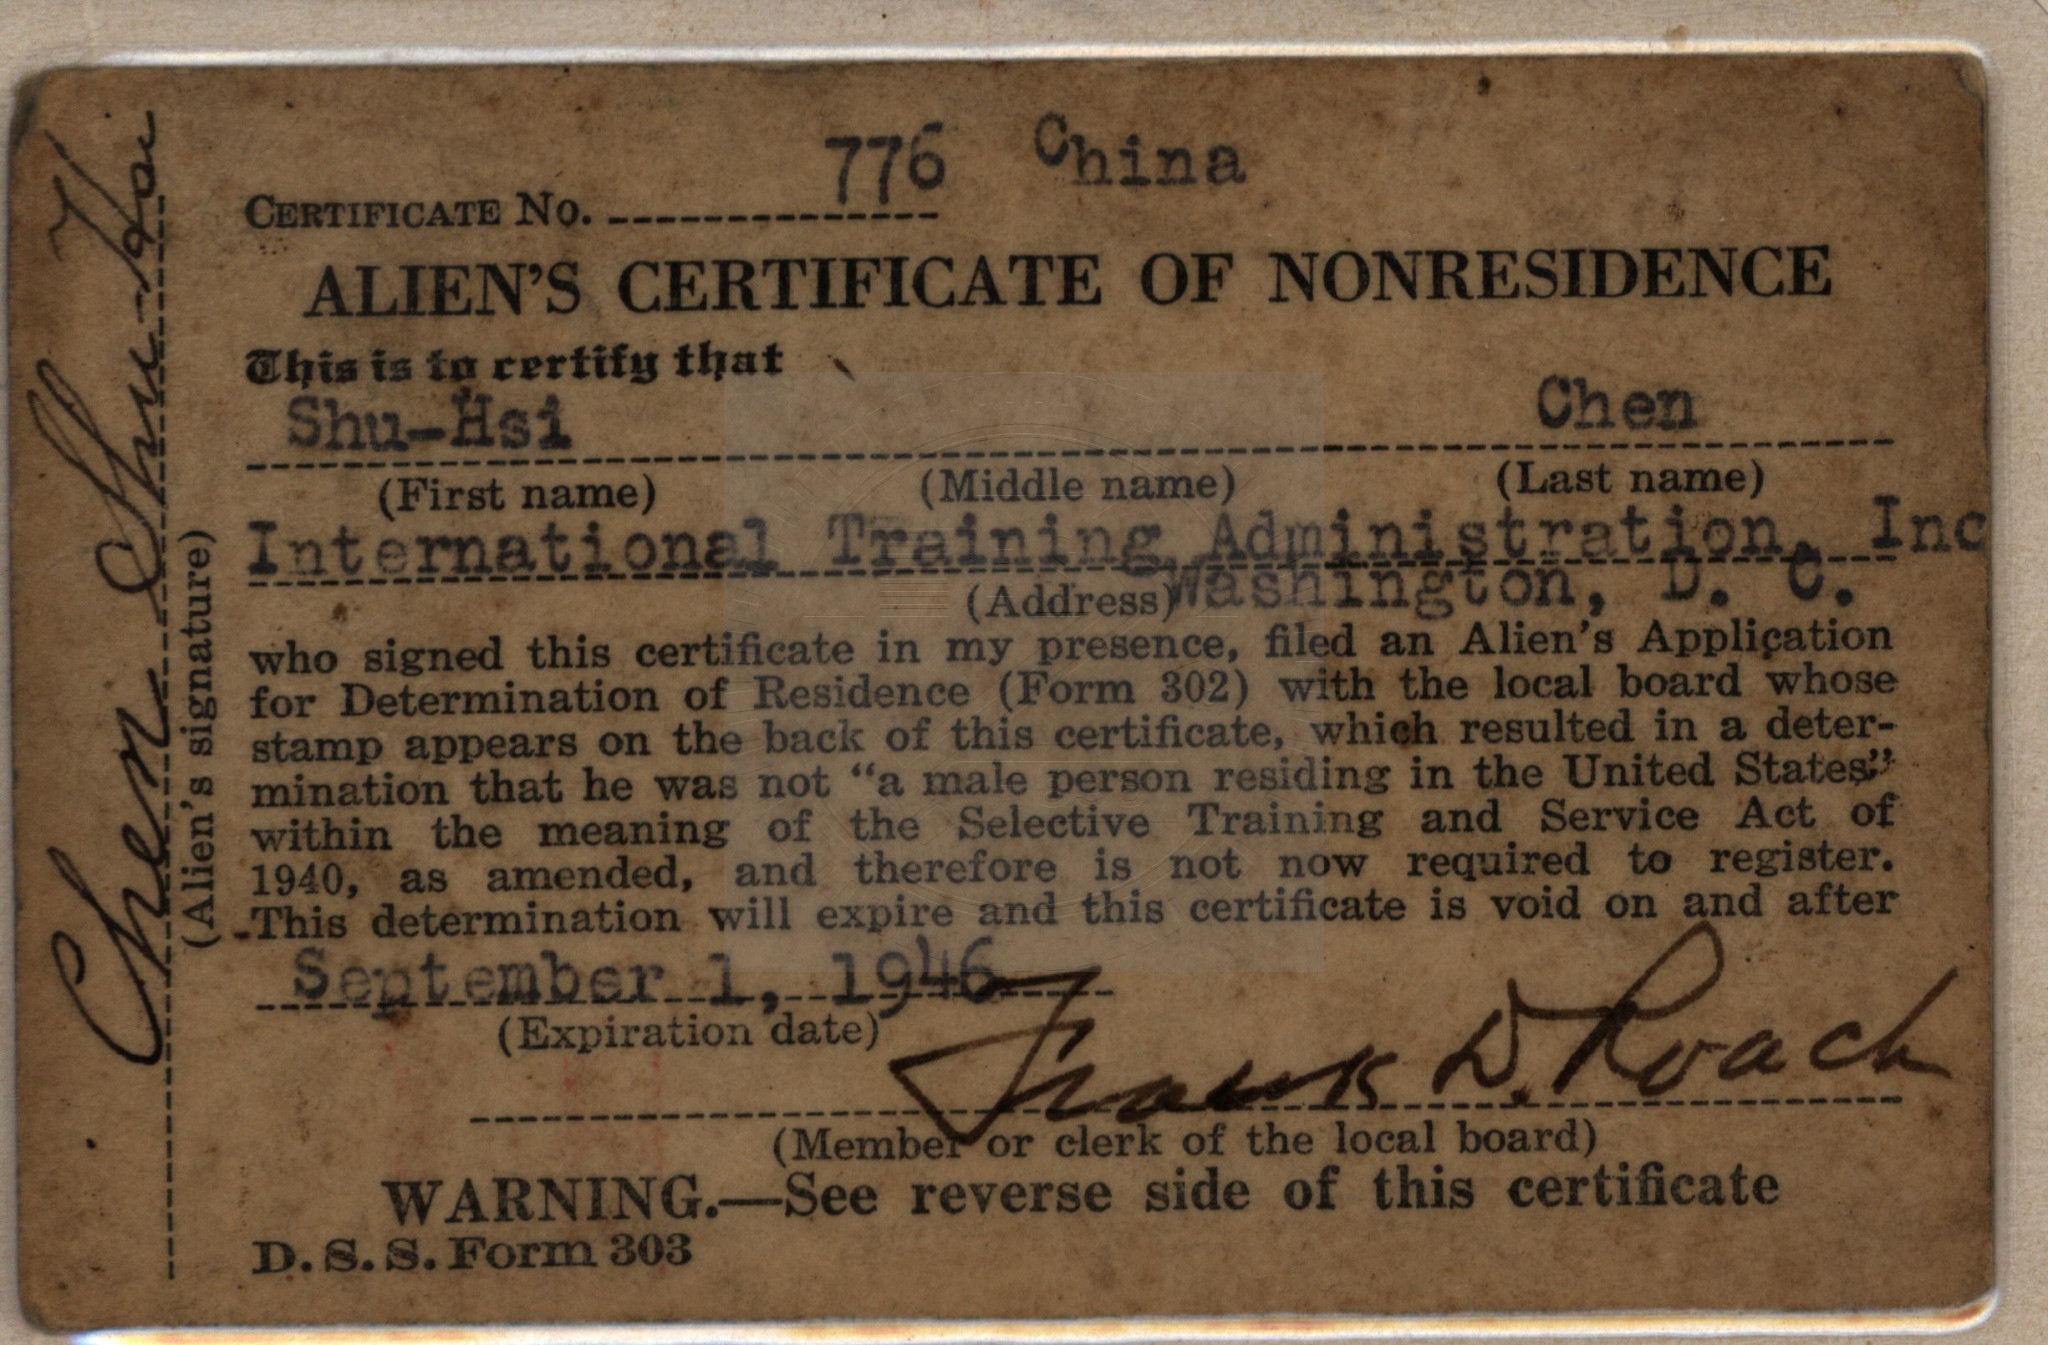 776 China
CERTIFICATE NO.
ALIEN'S CERTIFICATE OF NONRESIDENCE
This is to certify that
Shu-Hsi Chen
(First name) (Middle name) (Last name)
International Training Administration, Inc
(Address) Washington, D. C.
who signed this certificate in my presence, filed an Alien's Application
for Determination of Residence (Form 302) with the local board whose
stamp appears on the back of this certificate, which resulted in a deter-
mination that he was not "a male person residing in the United States"
within the meaning of the Selective Training and Service Act of
1940, as amended, and therefore is not now required to register.
This determination will expire and this certificate is void on and after
September 1, 1946
(Expiration date)
Frank D. Roach
(Member or clerk of the local board)
WARNING.—See reverse side of this certificate
D. S. S. Form 303
Chen Shu-Hsi
(Alien's signature)